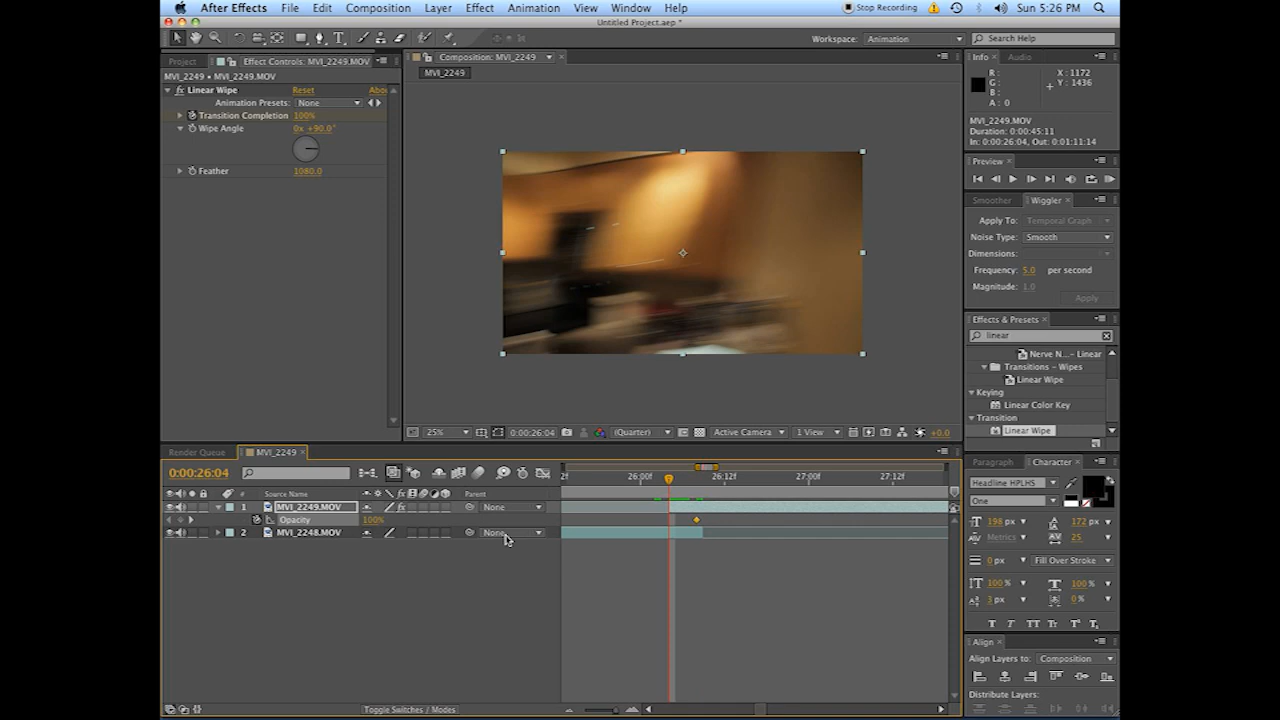 After Effects File Edit Composition Layer Effect Animation View Window Help Stop Recording Sun 5:26 PM
Untitled Project.aep *
Workspace: Animation Search Help
Project Effect Controls: MVI_2249.MOV
MVI_2249 • MVI_2249.MOV
fx Linear Wipe Reset Abou
Animation Presets: None
Transition Completion 100%
Wipe Angle 0x +90.0°
Feather 1080.0
Composition: MVI_2249
MVI_2249
25% 0:00:26:04 (Quarter) Active Camera 1 View +0.0
Info Audio
R: X: 1172
G: Y: 1436
B:
A: 0
MVI_2249.MOV
Duration: 0:00:45:11
In: 0:00:26:04, Out: 0:01:11:14
Preview
Smoother Wiggler
Apply To: Temporal Graph
Noise Type: Smooth
Dimensions:
Frequency: 5.0 per second
Magnitude: 1.0
Apply
Effects & Presets
linear
Nerve N...- Linear
Transitions - Wipes
Linear Wipe
Keying
Linear Color Key
Transition
Linear Wipe
Render Queue MVI_2249
0:00:26:04
2f 26:00f 26:12f 27:00f 27:12f
# Source Name Parent
1 MVI_2249.MOV None
Opacity 100%
2 MVI_2248.MOV None
Toggle Switches / Modes
Paragraph Character
Headline HPLHS
One
198 px 172 px
Metrics 25
0 px Fill Over Stroke
100% 100%
3 px 0%
T T TT Tr T' T,
Align
Align Layers to: Composition
Distribute Layers: